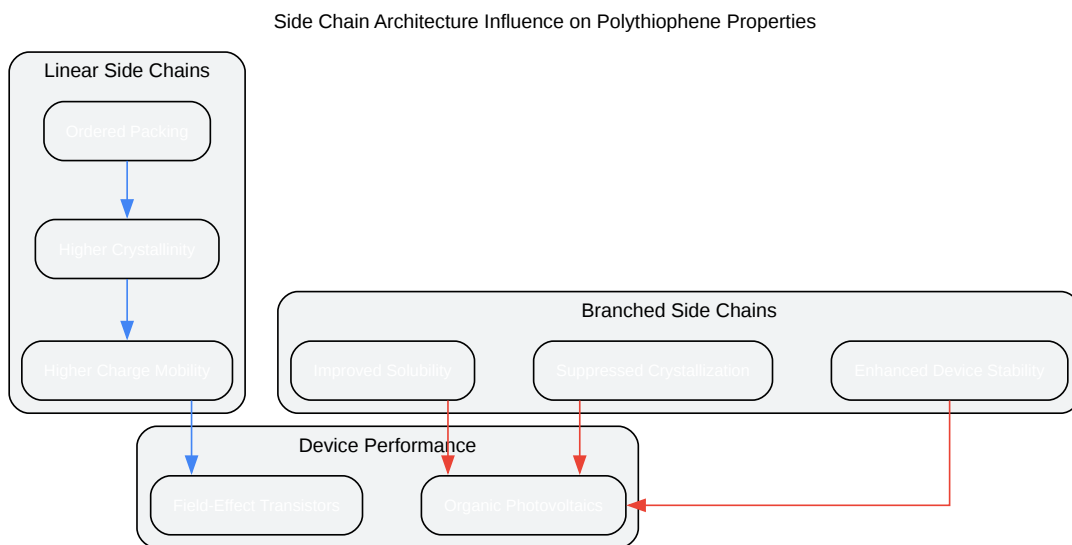 Side Chain Architecture Influence on Polythiophene Properties
Linear Side Chains
Ordered Packing
Higher Crystallinity
Higher Charge Mobility
Branched Side Chains
Improved Solubility
Suppressed Crystallization
Enhanced Device Stability
Device Performance
Field-Effect Transistors
Organic Photovoltaics